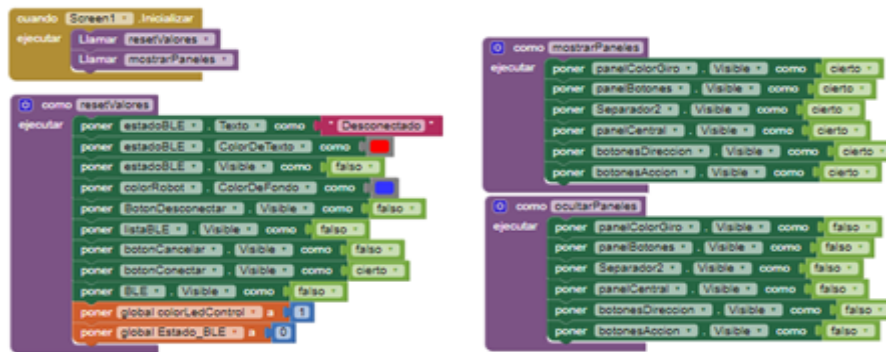 cuando Screen1 .Inicializar
ejecutar Llamar resetValores
Llamar mostrarPaneles
como resetValores
ejecutar poner estadoBLE . Texto como " Desconectado "
poner estadoBLE . ColorDeTexto como
poner estadoBLE . Visible como falso
poner colorRobot . ColorDeFondo como
poner BotonDesconectar . Visible como falso
poner listaBLE . Visible como falso
poner botonCancelar . Visible como falso
poner botonConectar . Visible como cierto
poner BLE . Visible como falso
poner global colorLedControl a 1
poner global Estado_BLE a 0
como mostrarPaneles
ejecutar poner panelColorGiro . Visible como cierto
poner panelBotones . Visible como cierto
poner Separador2 . Visible como cierto
poner panelCentral . Visible como cierto
poner botonesDireccion . Visible como cierto
poner botonesAccion . Visible como cierto
como ocultarPaneles
ejecutar poner panelColorGiro . Visible como falso
poner panelBotones . Visible como falso
poner Separador2 . Visible como falso
poner panelCentral . Visible como falso
poner botonesDireccion . Visible como falso
poner botonesAccion . Visible como falso